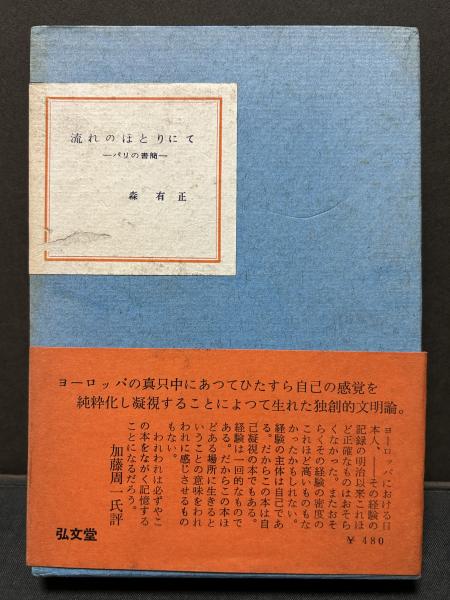 流れのほとりにて
―パリの書簡―
森 有 正
ヨーロッパの真只中にあつてひたすら自己の感覚を
純粋化し凝視することによつて生れた独創的文明論。
ヨーロッパにおける日
本人、――その経験の
記録の明治以来これほ
ど正確なものはおそら
くなかつた。またおそ
らくその経験の密度の
これほど高いものもな
かつたかもしれない。
経験の主体は自己であ
る。だからこの本は自
己凝視の本でもある。
経験は一回的なもので
ある。だからこの本ほ
どある場所に生きると
いうことの意味をわれ
われに感じさせるもの
もない。
われわれは必ずやこ
の本をながく記憶する
ことになるだろう。
加藤周一氏評
弘文堂
¥ 480